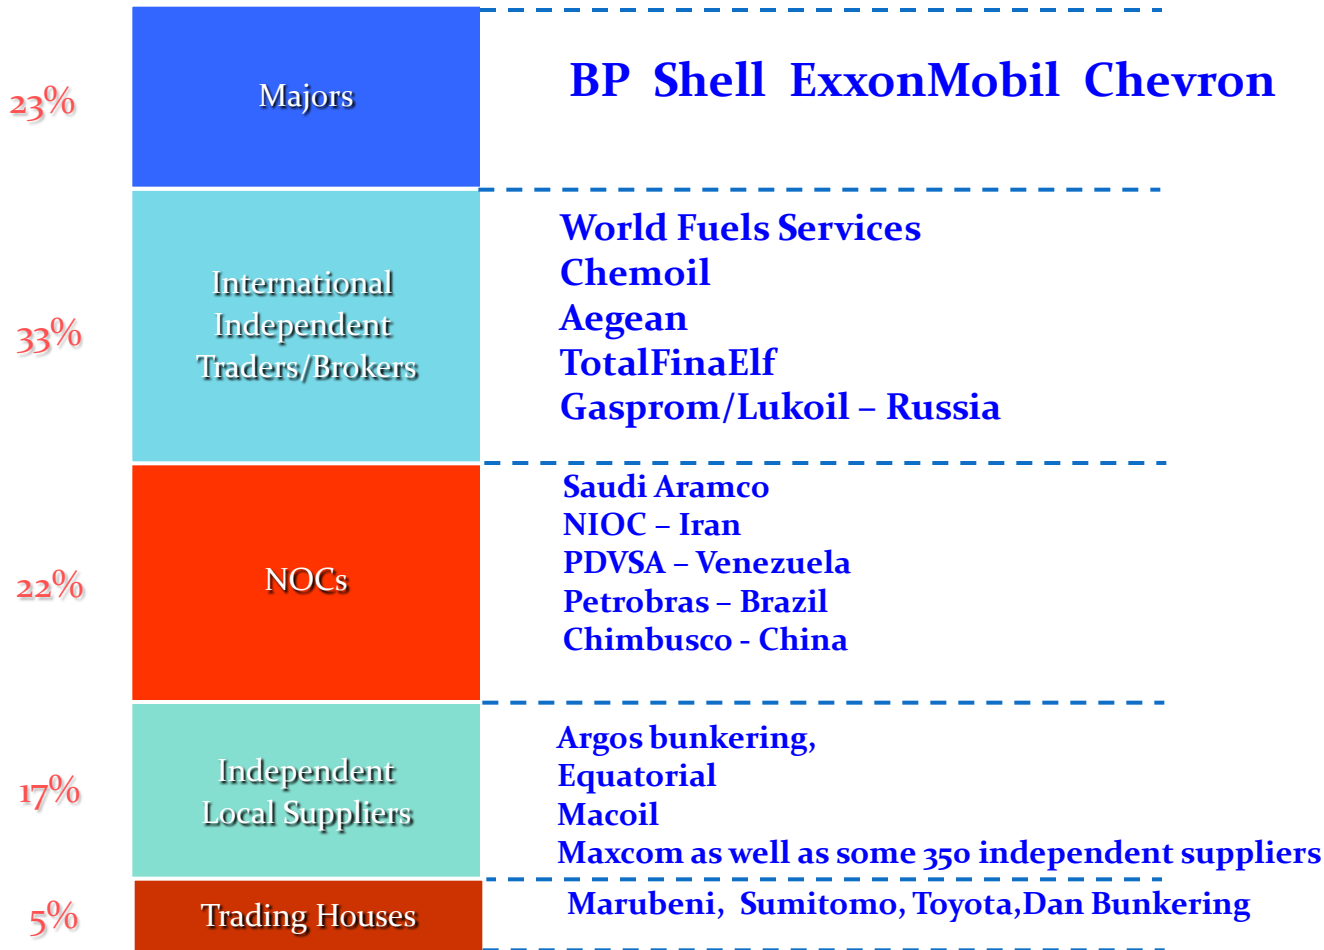 23%
Majors
BP Shell ExxonMobil Chevron
33%
International
Independent
Traders/Brokers
World Fuels Services
Chemoil
Aegean
TotalFinaElf
Gasprom/Lukoil – Russia
22%
NOCs
Saudi Aramco
NIOC – Iran
PDVSA – Venezuela
Petrobras – Brazil
Chimbusco - China
17%
Independent
Local Suppliers
Argos bunkering,
Equatorial
Macoil
Maxcom as well as some 350 independent suppliers
5%
Trading Houses
Marubeni, Sumitomo, Toyota,Dan Bunkering